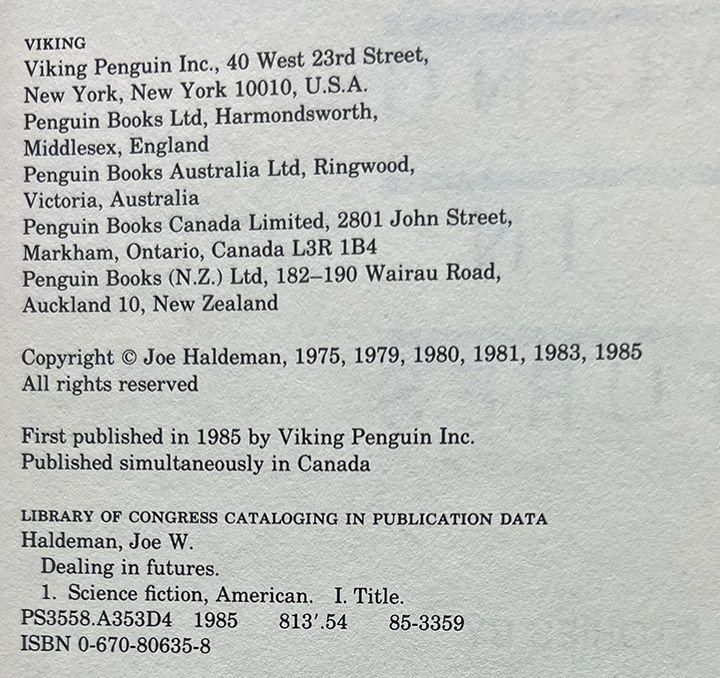 VIKING
Viking Penguin Inc., 40 West 23rd Street,
New York, New York 10010, U.S.A.
Penguin Books Ltd, Harmondsworth,
Middlesex, England
Penguin Books Australia Ltd, Ringwood,
Victoria, Australia
Penguin Books Canada Limited, 2801 John Street,
Markham, Ontario, Canada L3R 1B4
Penguin Books (N.Z.) Ltd, 182–190 Wairau Road,
Auckland 10, New Zealand
Copyright © Joe Haldeman, 1975, 1979, 1980, 1981, 1983, 1985
All rights reserved
First published in 1985 by Viking Penguin Inc.
Published simultaneously in Canada
LIBRARY OF CONGRESS CATALOGING IN PUBLICATION DATA
Haldeman, Joe W.
Dealing in futures.
1. Science fiction, American. I. Title.
PS3558.A353D4 1985 813′.54 85-3359
ISBN 0-670-80635-8